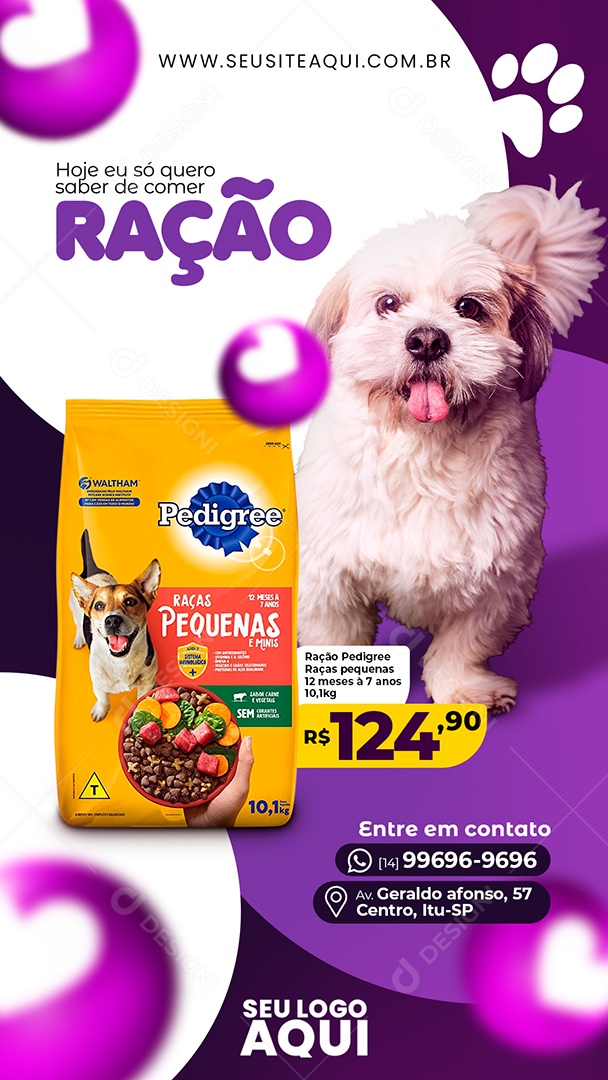 WWW.SEUSITEAQUI.COM.BR
Hoje eu só quero
saber de comer
RAÇÃO
WALTHAM
Pedigree
RAÇAS
12 MESES À
7 ANOS
PEQUENAS
E MINIS
SISTEMA
IMUNOLÓGICO
+
SABOR CARNE
E VEGETAIS
SEM CORANTES
ARTIFICIAIS
T
10,1kg
Ração Pedigree
Raças pequenas
12 meses à 7 anos
10,1kg
R$ 124,90
Entre em contato
[14] 99696-9696
Av. Geraldo afonso, 57
Centro, Itu-SP
SEU LOGO
AQUI
DESIGNI